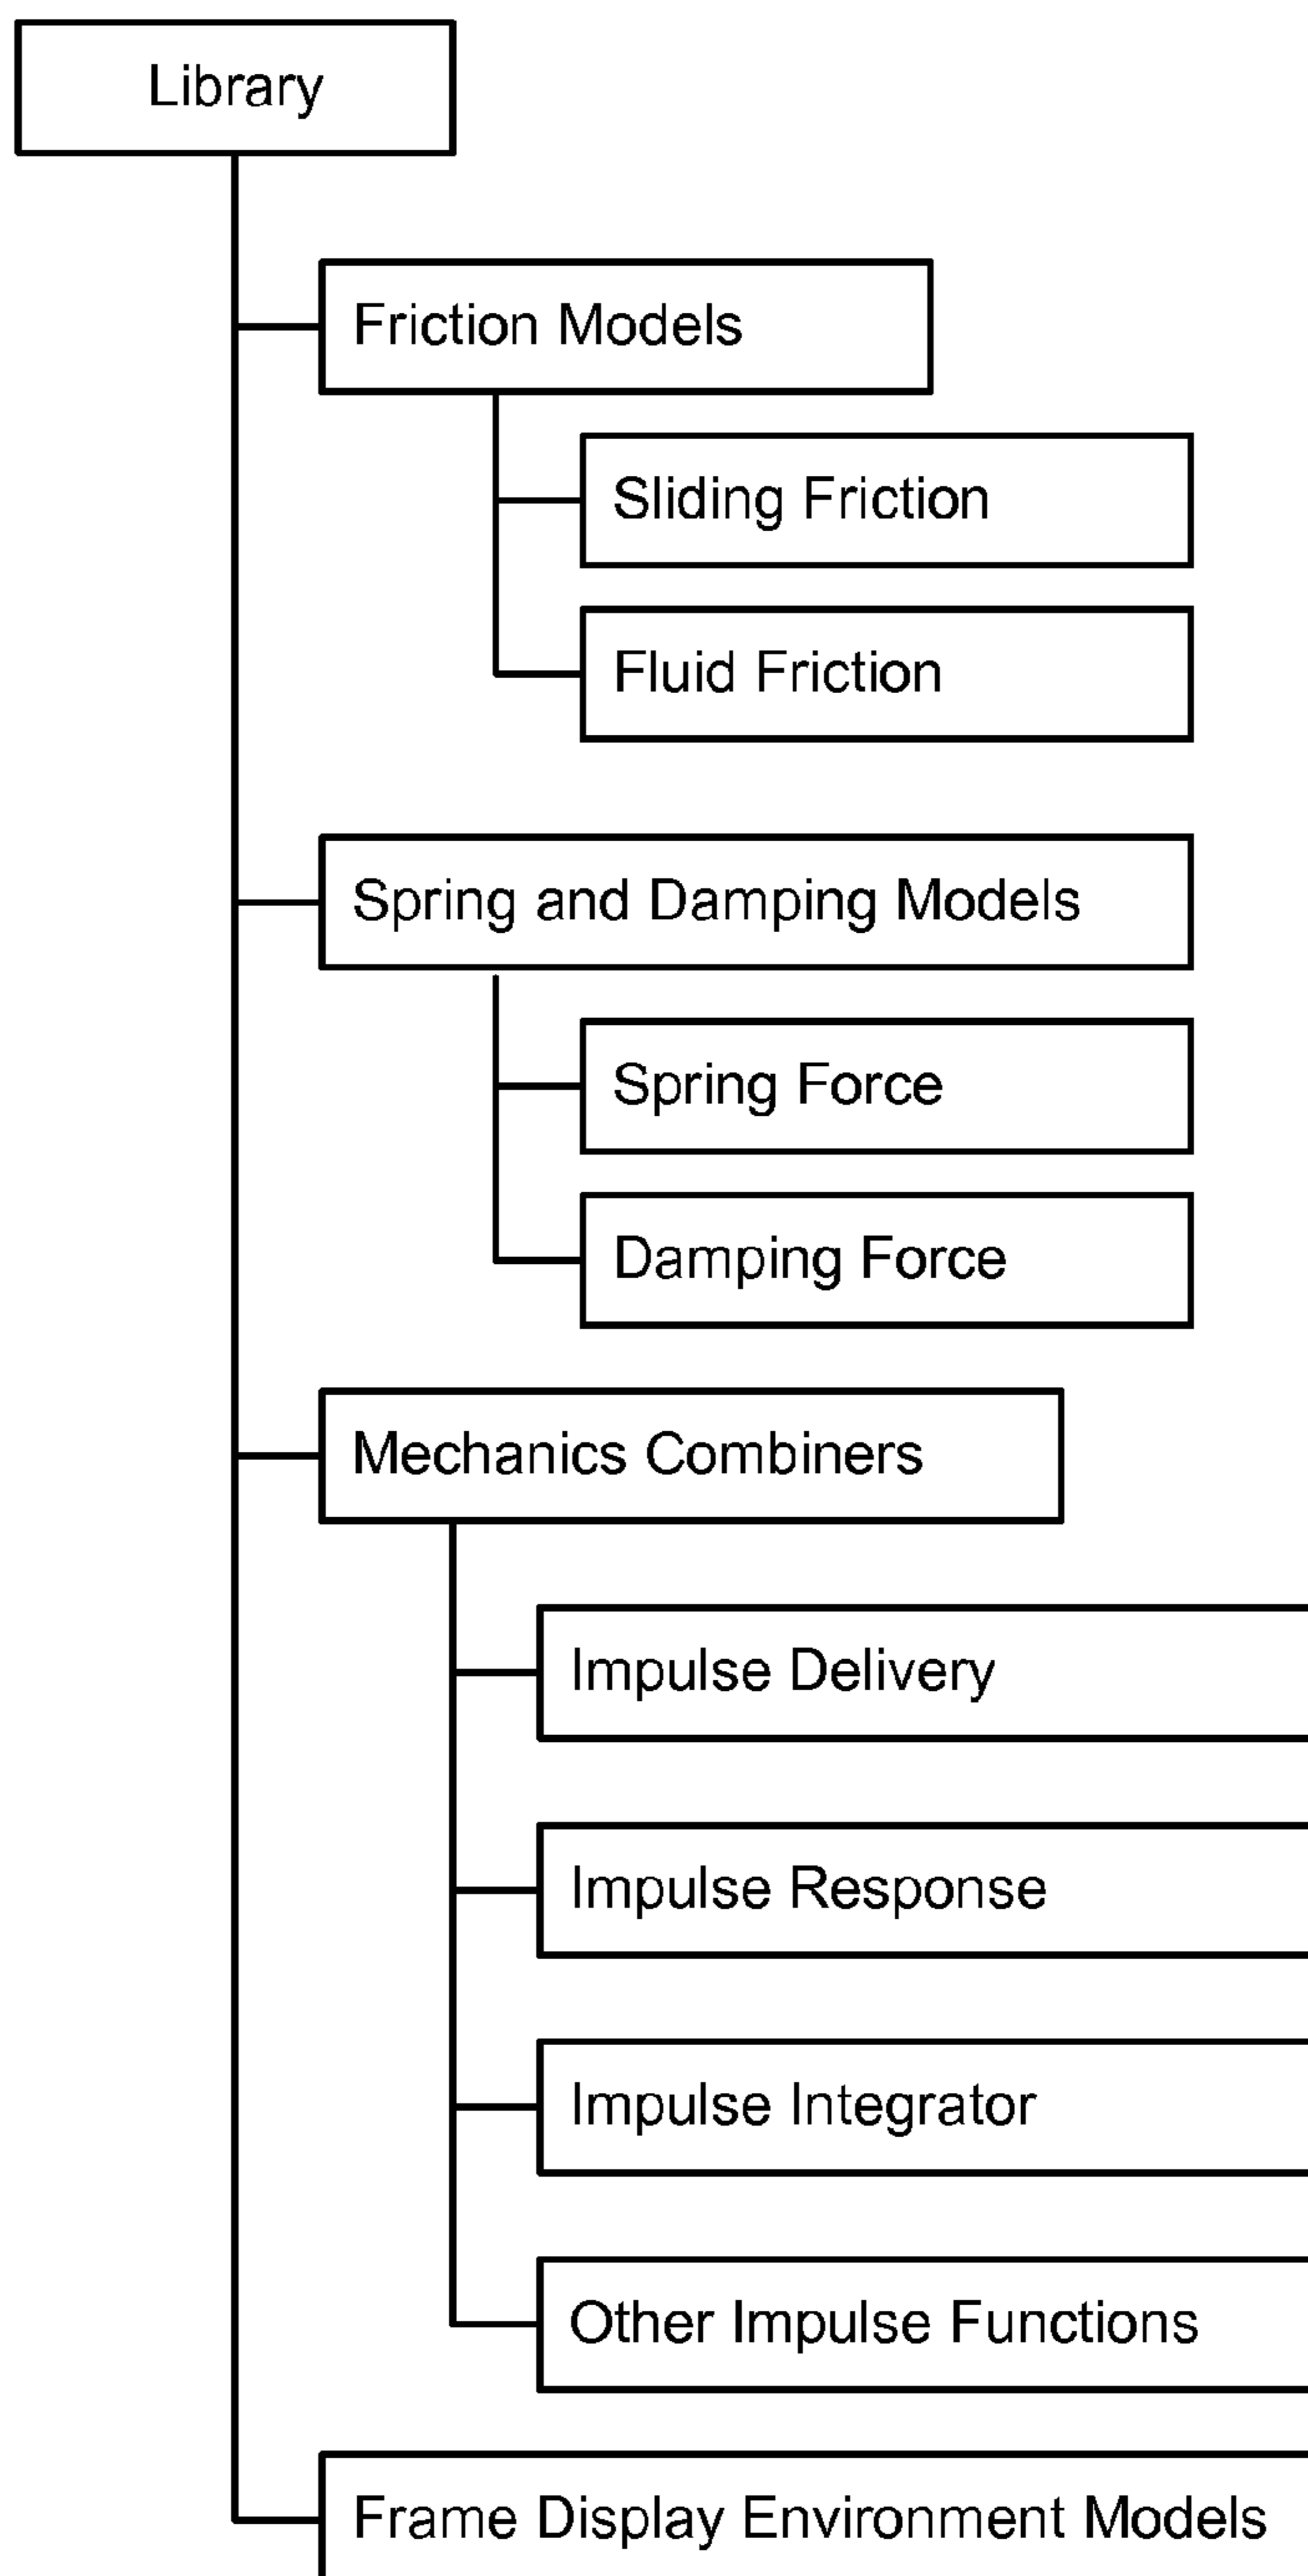 Library
Friction Models
Sliding Friction
Fluid Friction
Spring and Damping Models
Spring Force
Damping Force
Mechanics Combiners
Impulse Delivery
Impulse Response
Impulse Integrator
Other Impulse Functions
Frame Display Environment Models